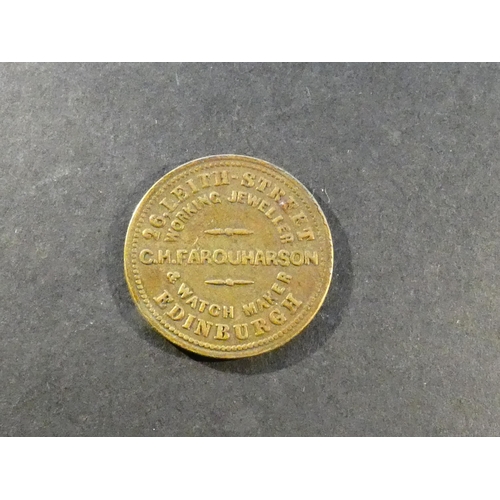 26, LEITH-STREET
WORKING JEWELLER
C.H.FARQUHARSON
& WATCH MAKER
EDINBURGH